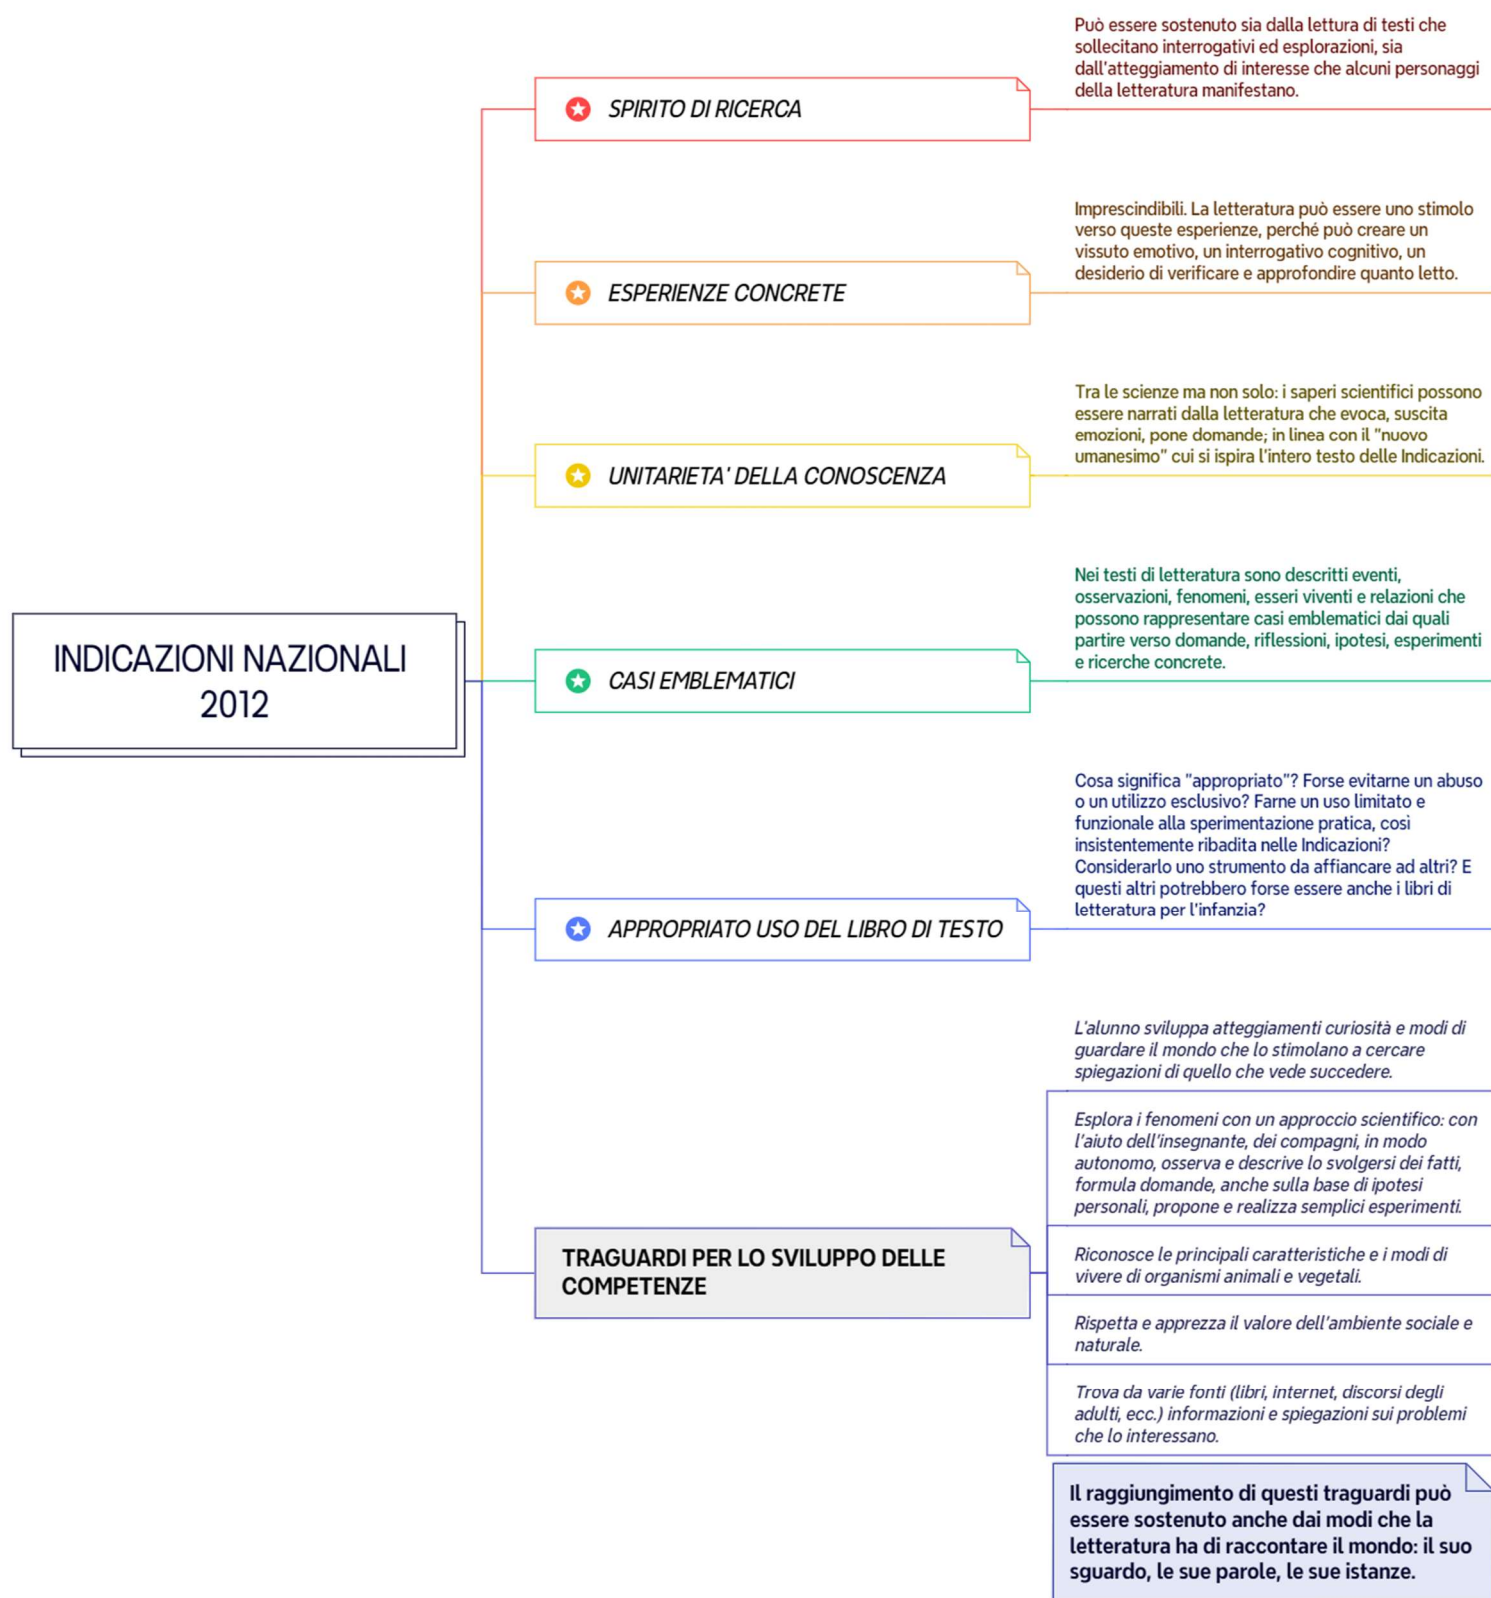 INDICAZIONI NAZIONALI
2012
SPIRITO DI RICERCA
Può essere sostenuto sia dalla lettura di testi che
sollecitano interrogativi ed esplorazioni, sia
dall'atteggiamento di interesse che alcuni personaggi
della letteratura manifestano.
ESPERIENZE CONCRETE
Imprescindibili. La letteratura può essere uno stimolo
verso queste esperienze, perché può creare un
vissuto emotivo, un interrogativo cognitivo, un
desiderio di verificare e approfondire quanto letto.
UNITARIETA' DELLA CONOSCENZA
Tra le scienze ma non solo: i saperi scientifici possono
essere narrati dalla letteratura che evoca, suscita
emozioni, pone domande; in linea con il "nuovo
umanesimo" cui si ispira l'intero testo delle Indicazioni.
CASI EMBLEMATICI
Nei testi di letteratura sono descritti eventi,
osservazioni, fenomeni, esseri viventi e relazioni che
possono rappresentare casi emblematici dai quali
partire verso domande, riflessioni, ipotesi, esperimenti
e ricerche concrete.
APPROPRIATO USO DEL LIBRO DI TESTO
Cosa significa "appropriato"? Forse evitarne un abuso
o un utilizzo esclusivo? Farne un uso limitato e
funzionale alla sperimentazione pratica, così
insistentemente ribadita nelle Indicazioni?
Considerarlo uno strumento da affiancare ad altri? E
questi altri potrebbero forse essere anche i libri di
letteratura per l'infanzia?
TRAGUARDI PER LO SVILUPPO DELLE
COMPETENZE
L'alunno sviluppa atteggiamenti curiosità e modi di
guardare il mondo che lo stimolano a cercare
spiegazioni di quello che vede succedere.
Esplora i fenomeni con un approccio scientifico: con
l'aiuto dell'insegnante, dei compagni, in modo
autonomo, osserva e descrive lo svolgersi dei fatti,
formula domande, anche sulla base di ipotesi
personali, propone e realizza semplici esperimenti.
Riconosce le principali caratteristiche e i modi di
vivere di organismi animali e vegetali.
Rispetta e apprezza il valore dell'ambiente sociale e
naturale.
Trova da varie fonti (libri, internet, discorsi degli
adulti, ecc.) informazioni e spiegazioni sui problemi
che lo interessano.
Il raggiungimento di questi traguardi può
essere sostenuto anche dai modi che la
letteratura ha di raccontare il mondo: il suo
sguardo, le sue parole, le sue istanze.